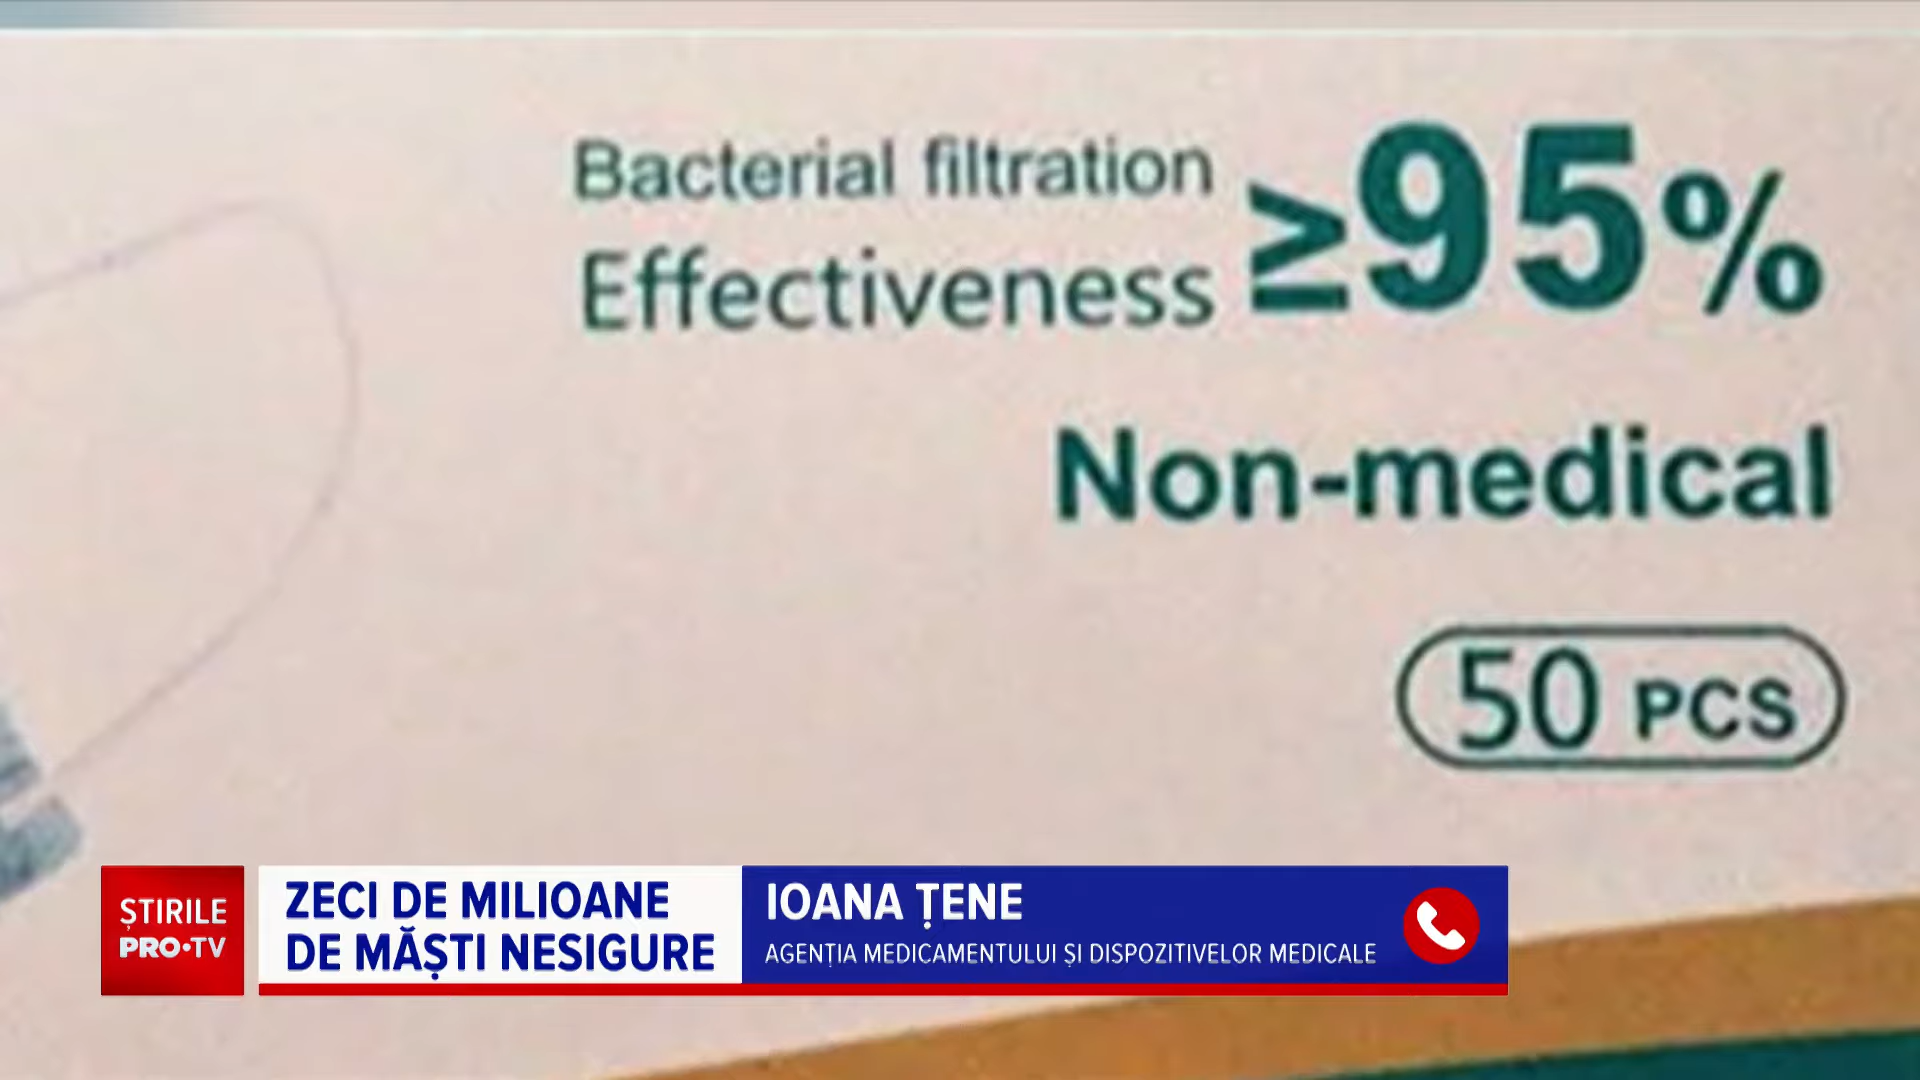 Bacterial filtration
Effectiveness ≥95%
Non-medical
50 PCS
ȘTIRILE
PRO•TV
ZECI DE MILIOANE
DE MĂȘTI NESIGURE
IOANA ȚENE
AGENȚIA MEDICAMENTULUI ȘI DISPOZITIVELOR MEDICALE